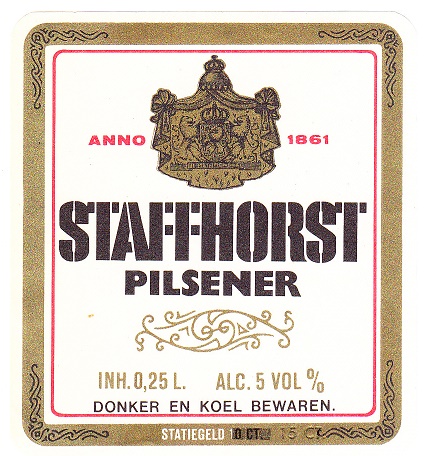 ANNO 1861
STAFFHORST
PILSENER
INH. 0,25 L. ALC. 5 VOL %
DONKER EN KOEL BEWAREN.
STATIEGELD 10 CT 15 CT